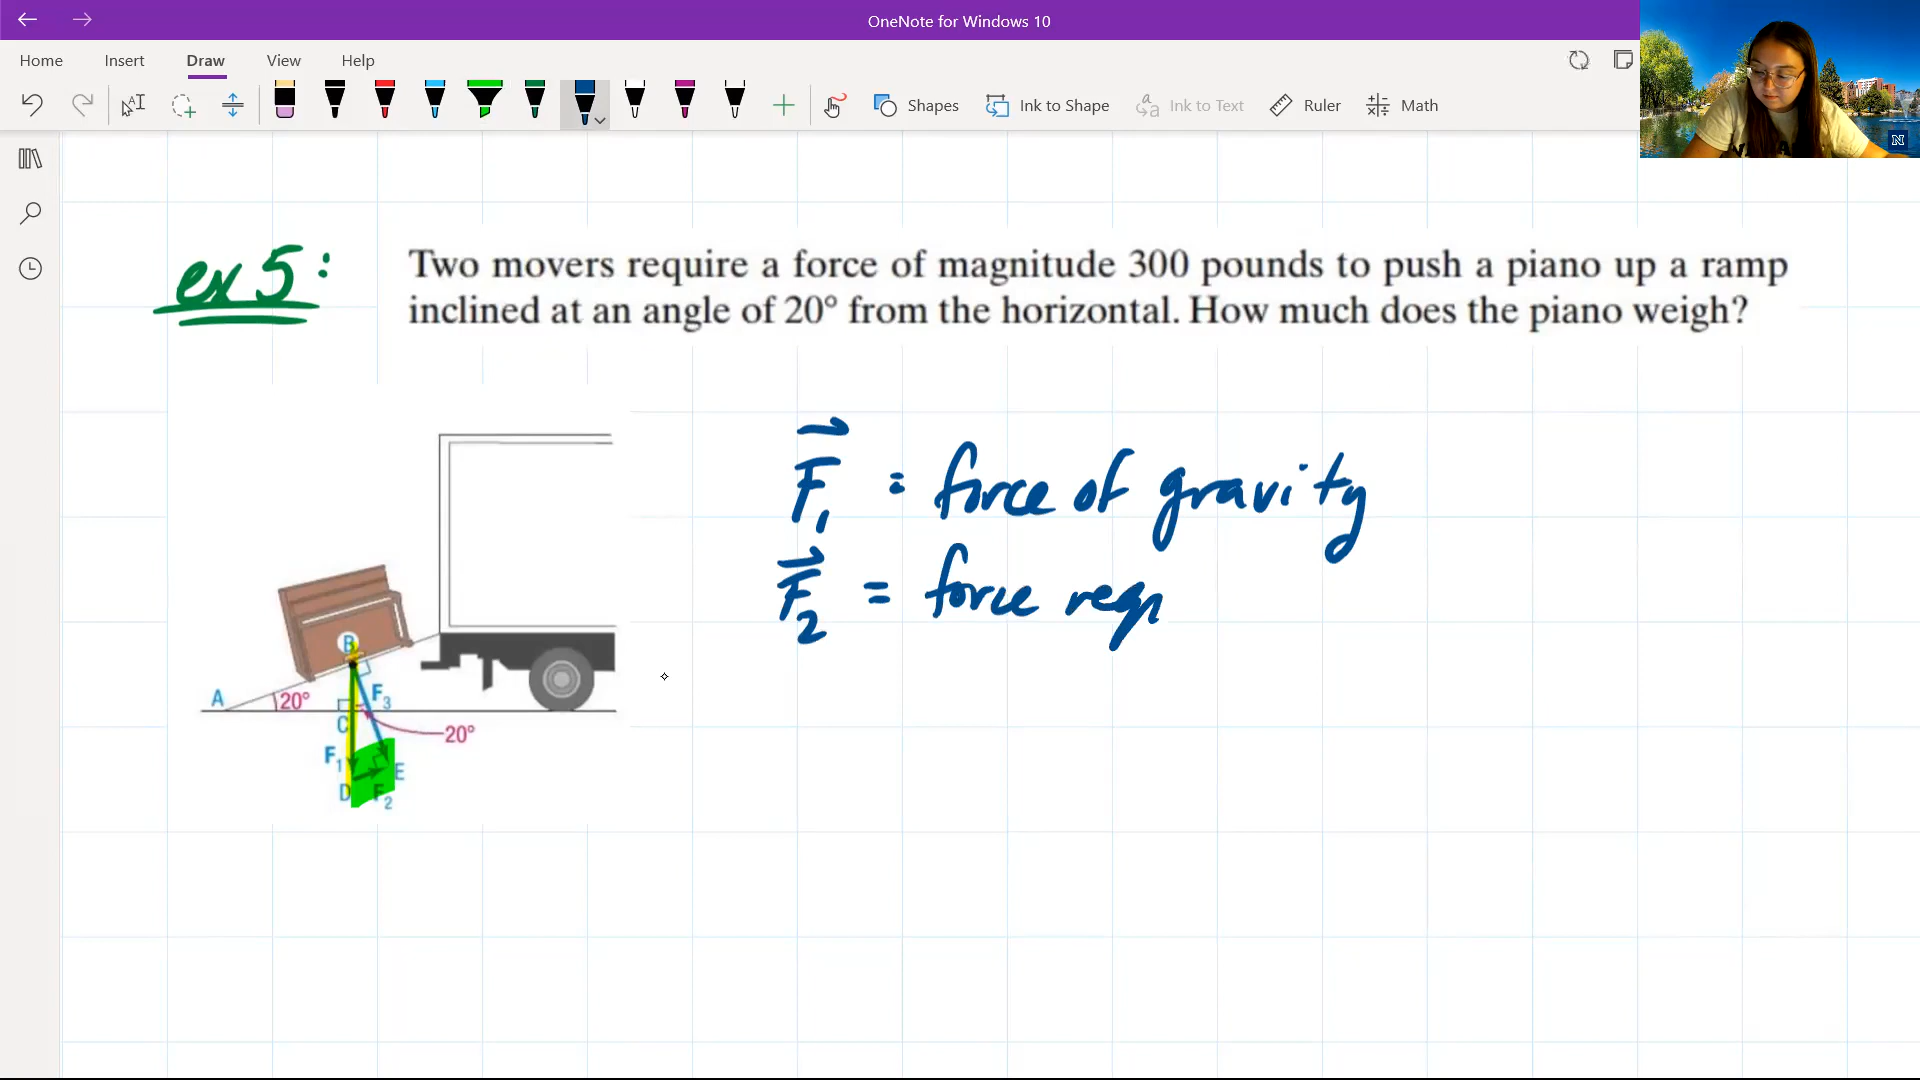 OneNote for Windows 10
Home Insert Draw View Help
Shapes Ink to Shape Ink to Text Ruler Math
N
ex 5:
Two movers require a force of magnitude 300 pounds to push a piano up a ramp
inclined at an angle of 20° from the horizontal. How much does the piano weigh?
F₁ = force of gravity
F₂ = force requ
B
A 20° F₃
C
20°
F₁
E
D F₂